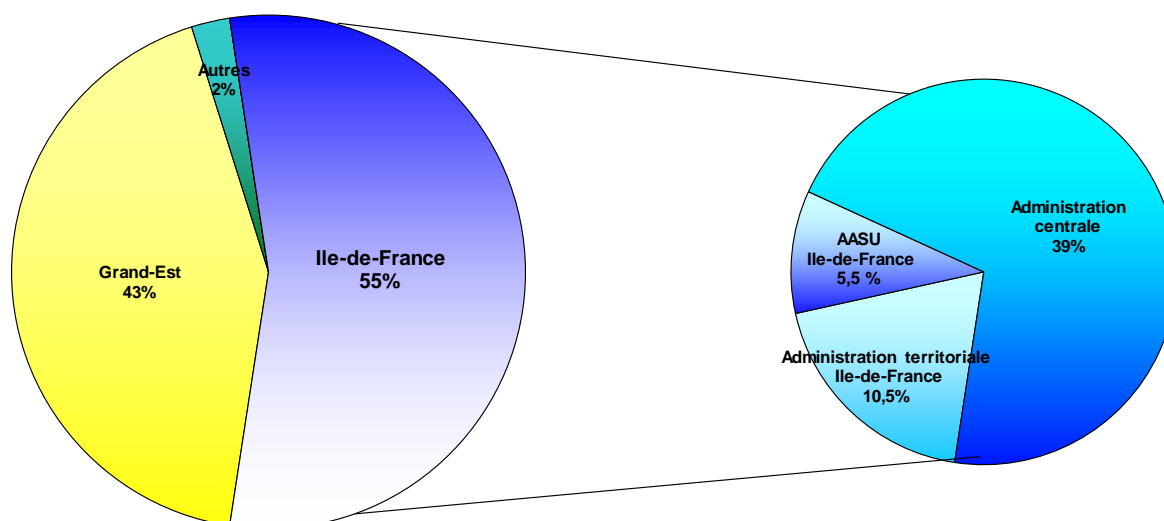 Autres
2%
Grand-Est
43%
Ile-de-France
55%
Administration
centrale
39%
AASU
Ile-de-France
5,5 %
Administration territoriale
Ile-de-France
10,5%